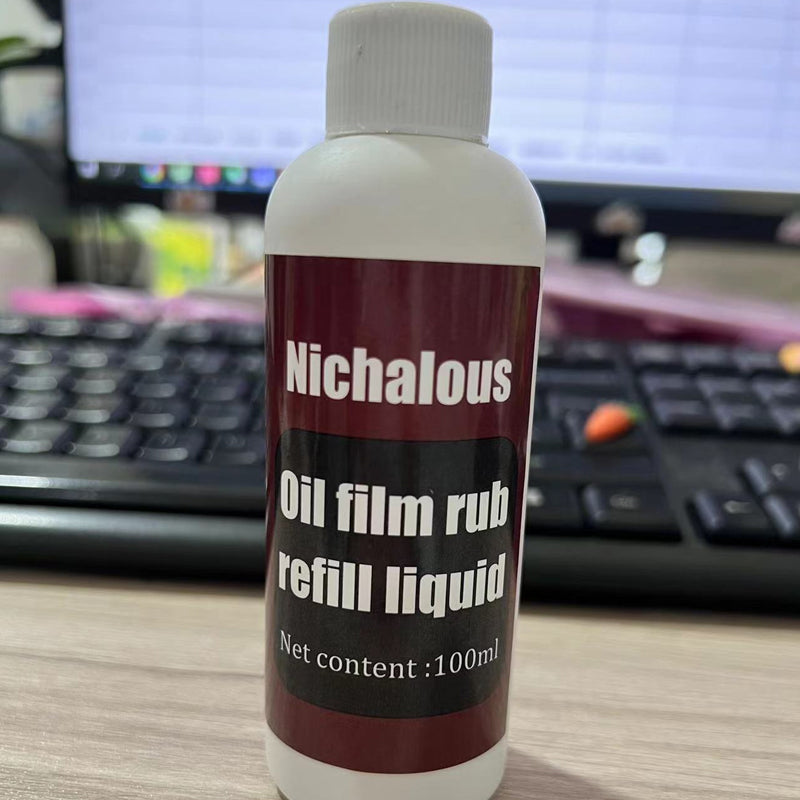 Nichalous
Oil film rub
refill liquid
Net content :100ml